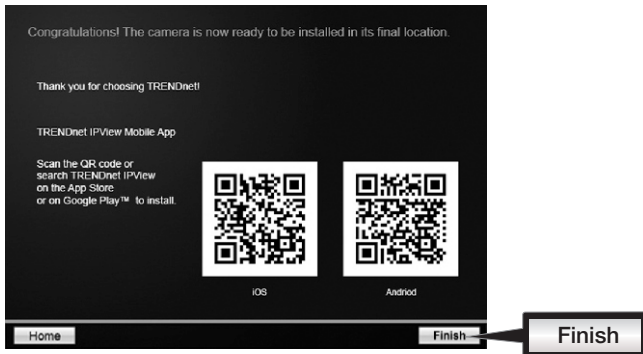 Congratulations! The camera is now ready to be installed in its final location.
Thank you for choosing TRENDnet!
TRENDnet IPView Mobile App
Scan the QR code or
search TRENDnet IPView
on the App Store
or on Google Play™ to install.
iOS
Andriod
Home
Finish
Finish